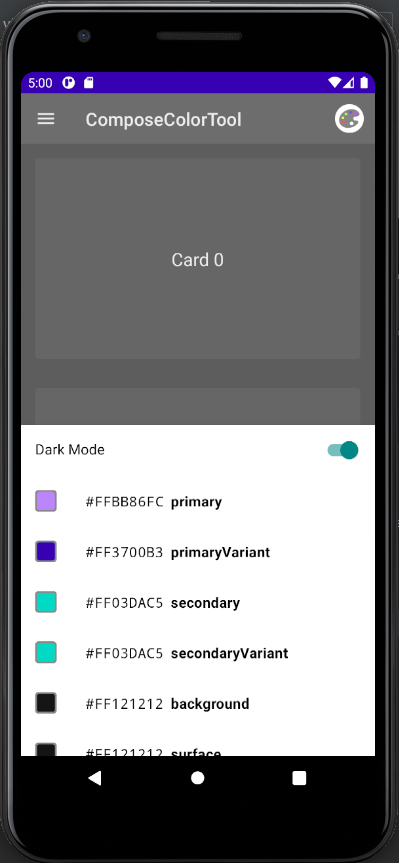 5:00
ComposeColorTool
Card 0
Dark Mode
#FFBB86FC primary
#FF3700B3 primaryVariant
#FF03DAC5 secondary
#FF03DAC5 secondaryVariant
#FF121212 background
#FF121212 surface